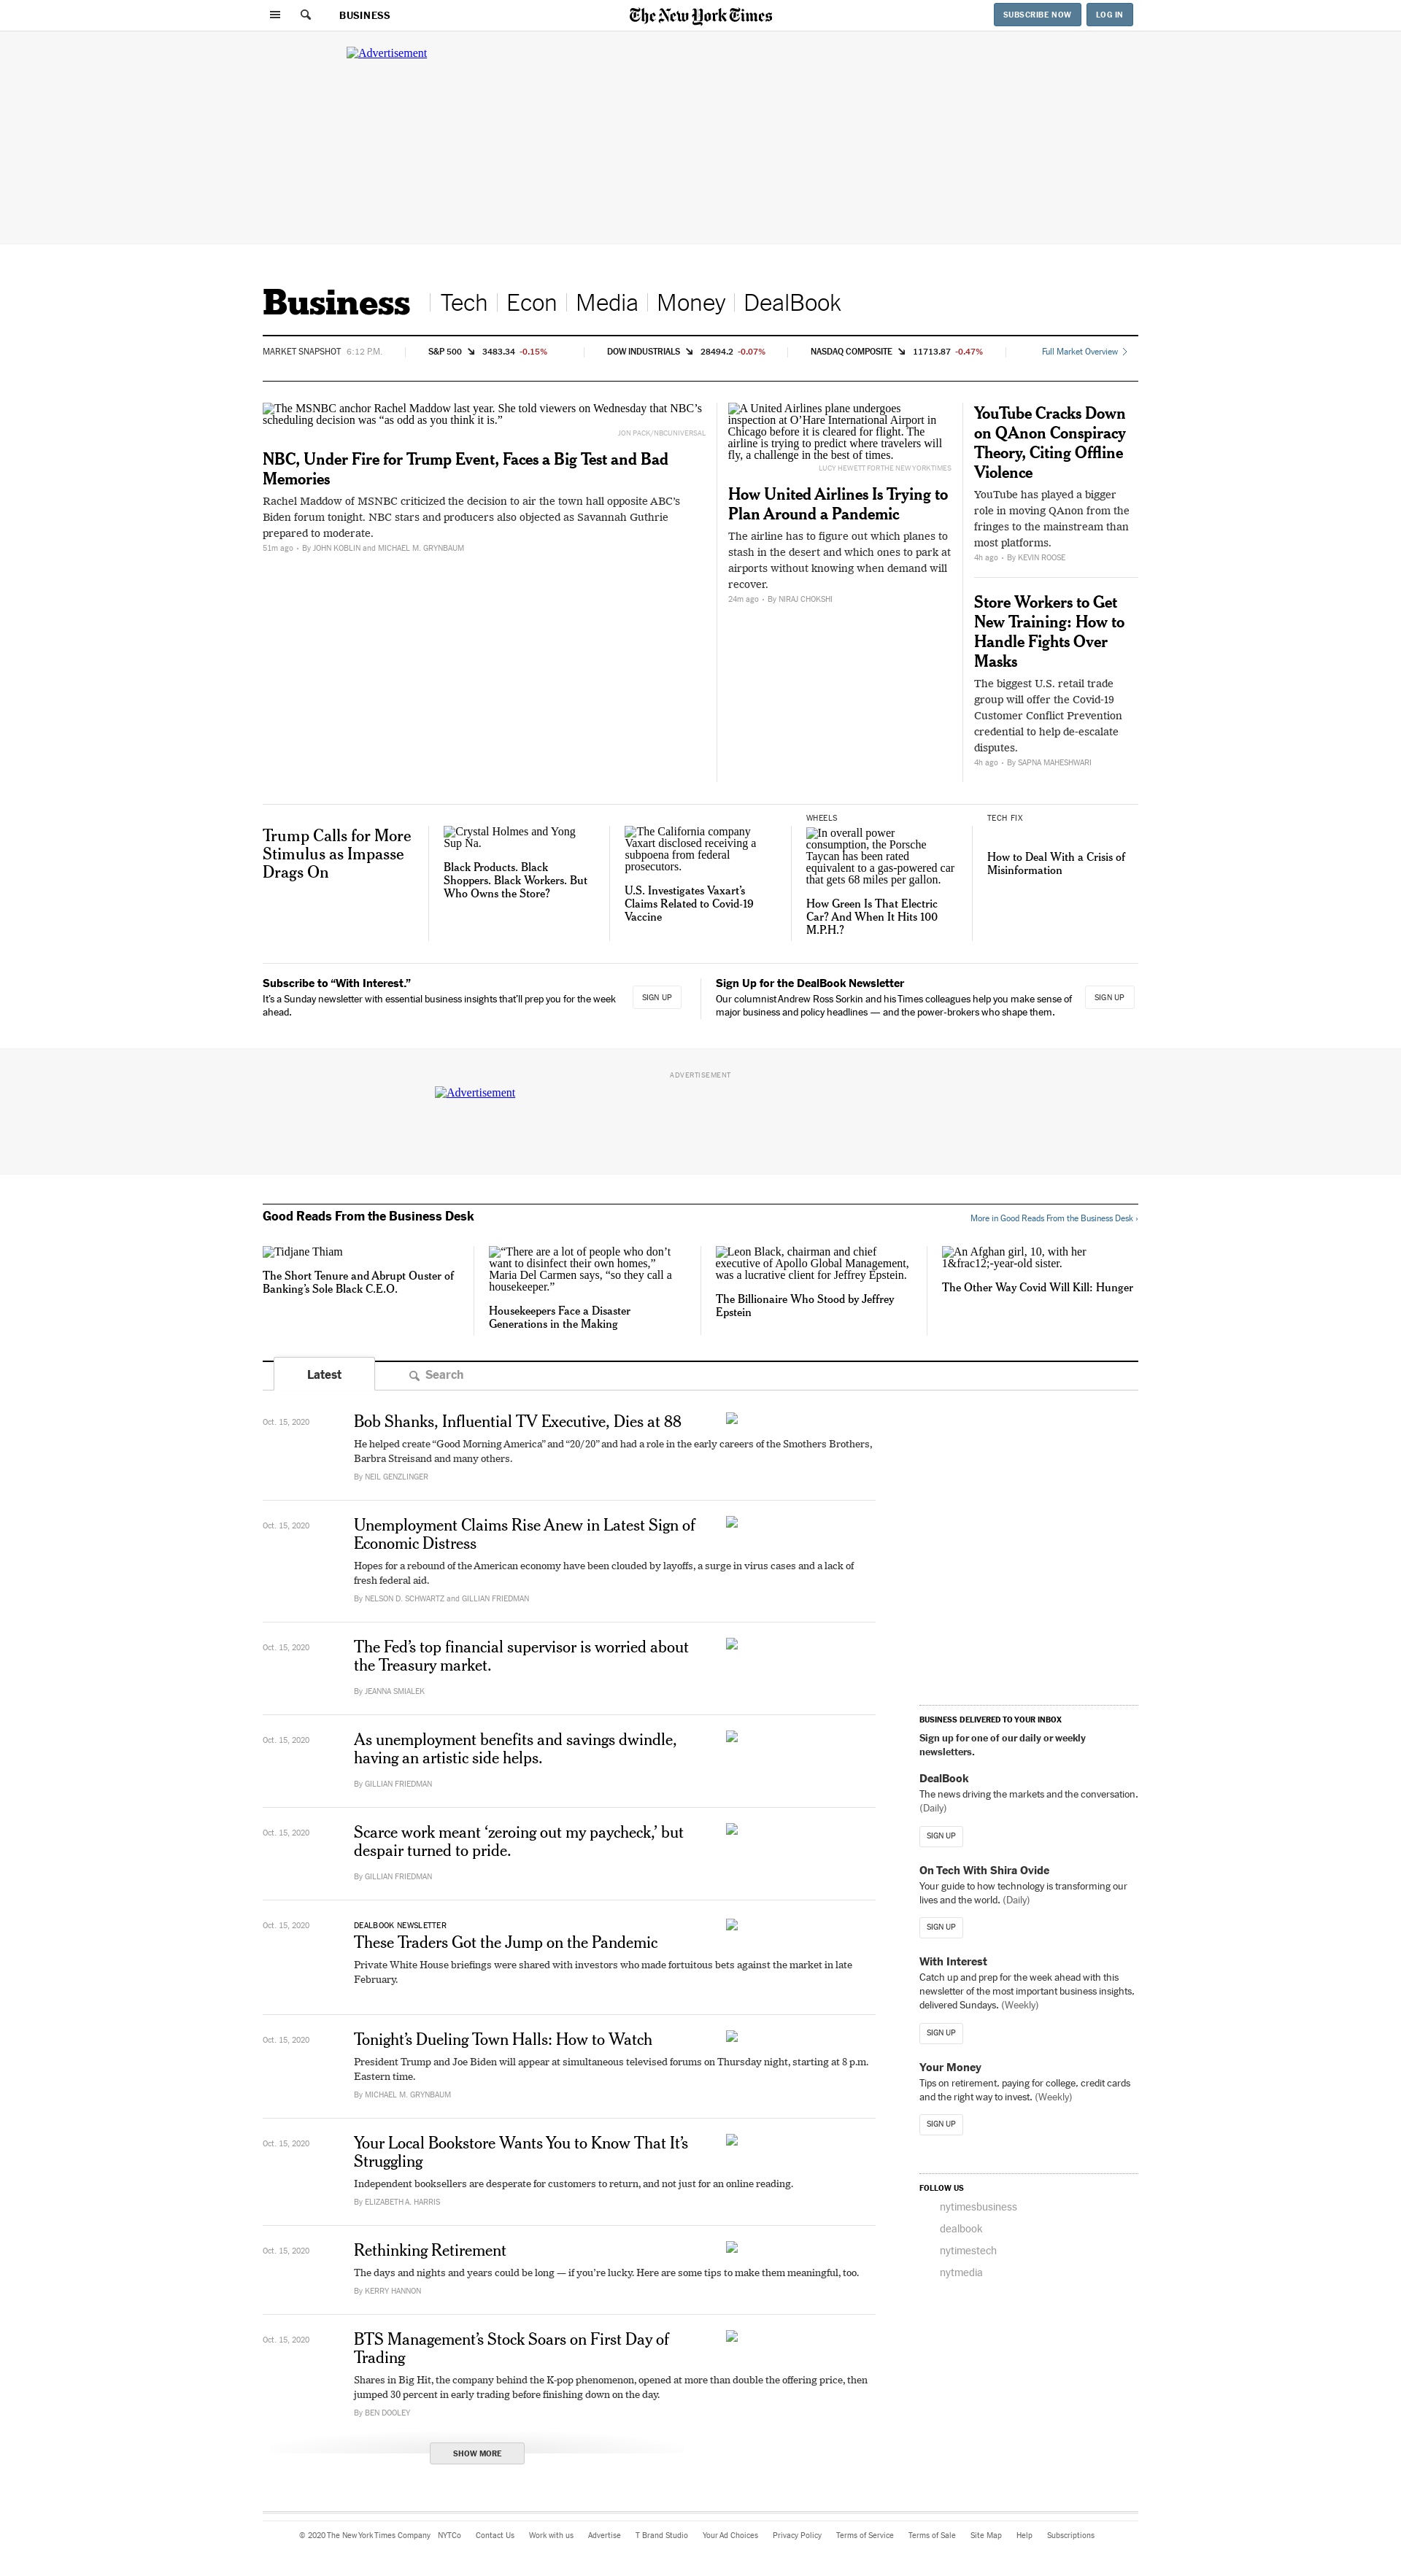 BUSINESS
The New York Times
SUBSCRIBE NOW
LOG IN
Advertisement
Business
Tech
Econ
Media
Money
DealBook
MARKET SNAPSHOT 6:12 P.M.
S&P 500 3483.34 -0.15%
DOW INDUSTRIALS 28494.2 -0.07%
NASDAQ COMPOSITE 11713.87 -0.47%
Full Market Overview
The MSNBC anchor Rachel Maddow last year. She told viewers on Wednesday that NBC’s
scheduling decision was “as odd as you think it is.”
JON PACK/NBCUNIVERSAL
NBC, Under Fire for Trump Event, Faces a Big Test and Bad
Memories
Rachel Maddow of MSNBC criticized the decision to air the town hall opposite ABC’s
Biden forum tonight. NBC stars and producers also objected as Savannah Guthrie
prepared to moderate.
51m ago • By JOHN KOBLIN and MICHAEL M. GRYNBAUM
A United Airlines plane undergoes
inspection at O’Hare International Airport in
Chicago before it is cleared for flight. The
airline is trying to predict where travelers will
fly, a challenge in the best of times.
LUCY HEWETT FOR THE NEW YORK TIMES
How United Airlines Is Trying to
Plan Around a Pandemic
The airline has to figure out which planes to
stash in the desert and which ones to park at
airports without knowing when demand will
recover.
24m ago • By NIRAJ CHOKSHI
YouTube Cracks Down
on QAnon Conspiracy
Theory, Citing Offline
Violence
YouTube has played a bigger
role in moving QAnon from the
fringes to the mainstream than
most platforms.
4h ago • By KEVIN ROOSE
Store Workers to Get
New Training: How to
Handle Fights Over
Masks
The biggest U.S. retail trade
group will offer the Covid-19
Customer Conflict Prevention
credential to help de-escalate
disputes.
4h ago • By SAPNA MAHESHWARI
Trump Calls for More
Stimulus as Impasse
Drags On
Crystal Holmes and Yong
Sup Na.
Black Products. Black
Shoppers. Black Workers. But
Who Owns the Store?
The California company
Vaxart disclosed receiving a
subpoena from federal
prosecutors.
U.S. Investigates Vaxart’s
Claims Related to Covid-19
Vaccine
WHEELS
In overall power
consumption, the Porsche
Taycan has been rated
equivalent to a gas-powered car
that gets 68 miles per gallon.
How Green Is That Electric
Car? And When It Hits 100
M.P.H.?
TECH FIX
How to Deal With a Crisis of
Misinformation
Subscribe to “With Interest.”
It’s a Sunday newsletter with essential business insights that’ll prep you for the week
ahead.
SIGN UP
Sign Up for the DealBook Newsletter
Our columnist Andrew Ross Sorkin and his Times colleagues help you make sense of
major business and policy headlines — and the power-brokers who shape them.
SIGN UP
ADVERTISEMENT
Advertisement
Good Reads From the Business Desk
More in Good Reads From the Business Desk ›
Tidjane Thiam
The Short Tenure and Abrupt Ouster of
Banking’s Sole Black C.E.O.
“There are a lot of people who don’t
want to disinfect their own homes,”
Maria Del Carmen says, “so they call a
housekeeper.”
Housekeepers Face a Disaster
Generations in the Making
Leon Black, chairman and chief
executive of Apollo Global Management,
was a lucrative client for Jeffrey Epstein.
The Billionaire Who Stood by Jeffrey
Epstein
An Afghan girl, 10, with her
1&frac12;-year-old sister.
The Other Way Covid Will Kill: Hunger
Latest
Search
Oct. 15, 2020
Bob Shanks, Influential TV Executive, Dies at 88
He helped create “Good Morning America” and “20/20” and had a role in the early careers of the Smothers Brothers,
Barbra Streisand and many others.
By NEIL GENZLINGER
Oct. 15, 2020
Unemployment Claims Rise Anew in Latest Sign of
Economic Distress
Hopes for a rebound of the American economy have been clouded by layoffs, a surge in virus cases and a lack of
fresh federal aid.
By NELSON D. SCHWARTZ and GILLIAN FRIEDMAN
Oct. 15, 2020
The Fed’s top financial supervisor is worried about
the Treasury market.
By JEANNA SMIALEK
Oct. 15, 2020
As unemployment benefits and savings dwindle,
having an artistic side helps.
By GILLIAN FRIEDMAN
Oct. 15, 2020
Scarce work meant ‘zeroing out my paycheck,’ but
despair turned to pride.
By GILLIAN FRIEDMAN
Oct. 15, 2020
DEALBOOK NEWSLETTER
These Traders Got the Jump on the Pandemic
Private White House briefings were shared with investors who made fortuitous bets against the market in late
February.
Oct. 15, 2020
Tonight’s Dueling Town Halls: How to Watch
President Trump and Joe Biden will appear at simultaneous televised forums on Thursday night, starting at 8 p.m.
Eastern time.
By MICHAEL M. GRYNBAUM
Oct. 15, 2020
Your Local Bookstore Wants You to Know That It’s
Struggling
Independent booksellers are desperate for customers to return, and not just for an online reading.
By ELIZABETH A. HARRIS
Oct. 15, 2020
Rethinking Retirement
The days and nights and years could be long — if you’re lucky. Here are some tips to make them meaningful, too.
By KERRY HANNON
Oct. 15, 2020
BTS Management’s Stock Soars on First Day of
Trading
Shares in Big Hit, the company behind the K-pop phenomenon, opened at more than double the offering price, then
jumped 30 percent in early trading before finishing down on the day.
By BEN DOOLEY
SHOW MORE
BUSINESS DELIVERED TO YOUR INBOX
Sign up for one of our daily or weekly
newsletters.
DealBook
The news driving the markets and the conversation.
(Daily)
SIGN UP
On Tech With Shira Ovide
Your guide to how technology is transforming our
lives and the world. (Daily)
SIGN UP
With Interest
Catch up and prep for the week ahead with this
newsletter of the most important business insights,
delivered Sundays. (Weekly)
SIGN UP
Your Money
Tips on retirement, paying for college, credit cards
and the right way to invest. (Weekly)
SIGN UP
FOLLOW US
nytimesbusiness
dealbook
nytimestech
nytmedia
© 2020 The New York Times Company NYTCo Contact Us Work with us Advertise T Brand Studio Your Ad Choices Privacy Policy Terms of Service Terms of Sale Site Map Help Subscriptions